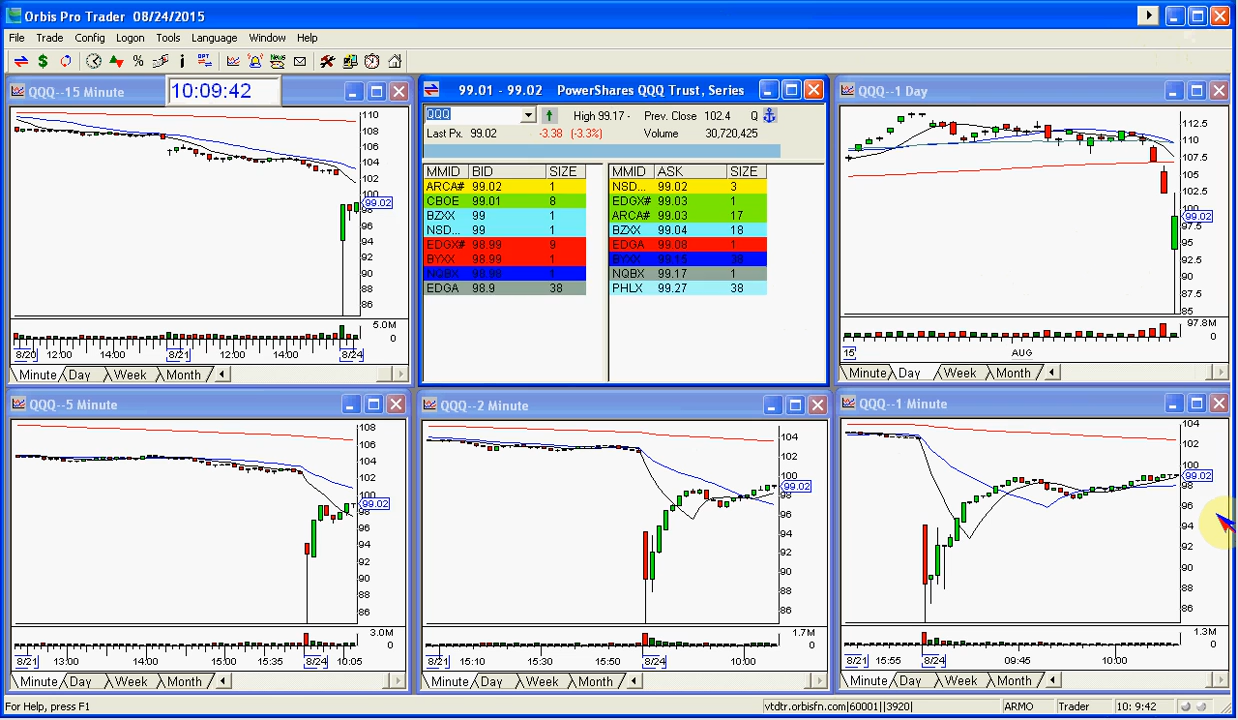 Orbis Pro Trader 08/24/2015
File Trade Config Logon Tools Language Window Help
QQQ--15 Minute
10:09:42
110
108
106
104
102
100
99.02
98
96
94
92
90
88
86
5.0M
0
8/20 12:00 14:00 8/21 12:00 14:00 8/24
Minute Day Week Month
99.01 - 99.02 PowerShares QQQ Trust, Series
QQQ High 99.17 - Prev. Close 102.4 Q
Last Px. 99.02 -3.38 (-3.3%) Volume 30,720,425
MMID BID SIZE MMID ASK SIZE
ARCA# 99.02 1 NSD... 99.02 3
CBOE 99.01 8 EDGX# 99.03 1
BZXX 99 1 ARCA# 99.03 17
NSD... 99 1 BZXX 99.04 18
EDGX# 98.99 9 EDGA 99.08 1
BYXX 98.99 1 BYXX 99.15 38
NQBX 98.98 1 NQBX 99.17 1
EDGA 98.9 38 PHLX 99.27 38
QQQ--1 Day
112.5
110
107.5
105
102.5
100
99.02
97.5
95
92.5
90
87.5
85
97.8M
0
15 AUG
Minute Day Week Month
QQQ--5 Minute
108
106
104
102
100
99.02
98
96
94
92
90
88
86
3.0M
0
8/21 13:00 14:00 15:00 15:35 8/24 10:05
Minute Day Week Month
QQQ--2 Minute
104
102
100
99.02
98
96
94
92
90
88
86
1.7M
0
8/21 15:10 15:30 15:50 8/24 10:00
Minute Day Week Month
QQQ--1 Minute
104
102
100
99.02
98
96
94
92
90
88
86
1.3M
0
8/21 15:55 8/24 09:45 10:00
Minute Day Week Month
For Help, press F1 vtdtr.orbisfn.com|60001||3920| ARMO Trader 10: 9:42